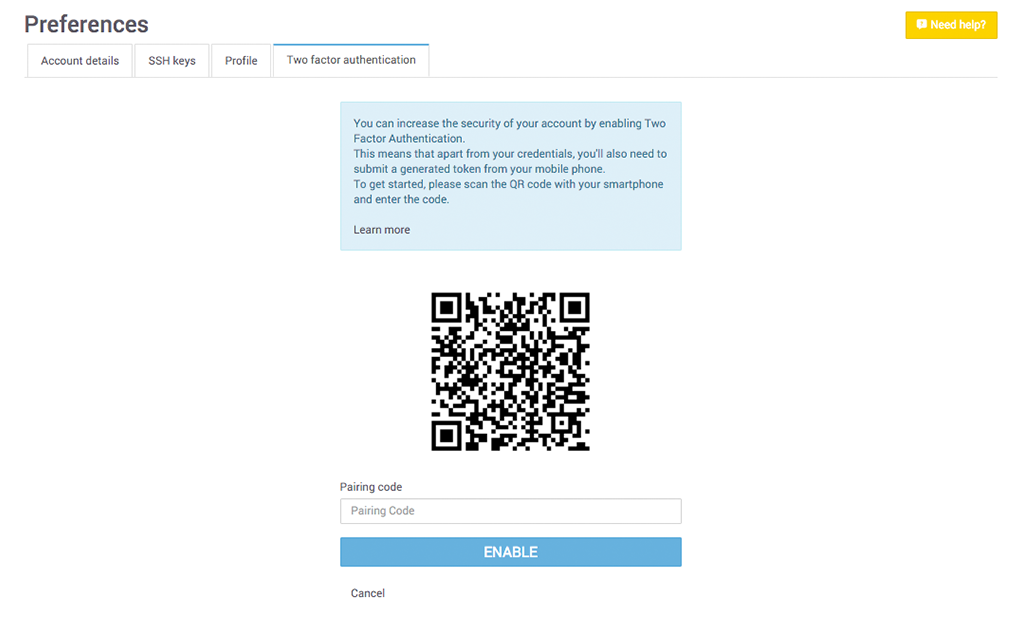 Preferences
Need help?
Account details
SSH keys
Profile
Two factor authentication
You can increase the security of your account by enabling Two
Factor Authentication.
This means that apart from your credentials, you'll also need to
submit a generated token from your mobile phone.
To get started, please scan the QR code with your smartphone
and enter the code.
Learn more
Pairing code
Pairing Code
ENABLE
Cancel